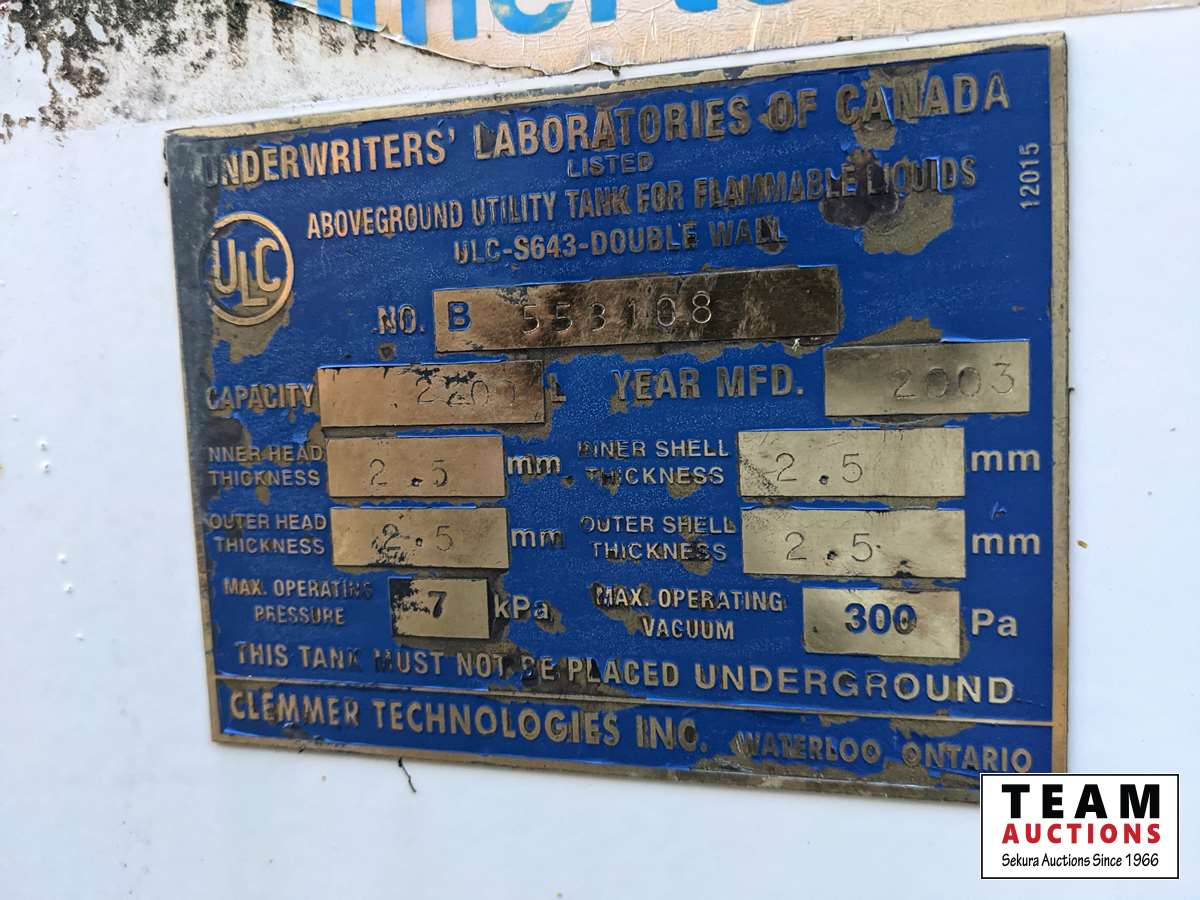 UNDERWRITERS' LABORATORIES OF CANADA
LISTED
ABOVEGROUND UTILITY TANK FOR FLAMMABLE LIQUIDS
ULC-S643-DOUBLE WALL
12015
ULC
NO. B 553108
CAPACITY 2200 L YEAR MFD. 2003
INNER HEAD THICKNESS 2.5 mm INNER SHELL THICKNESS 2.5 mm
OUTER HEAD THICKNESS 2.5 mm OUTER SHELL THICKNESS 2.5 mm
MAX. OPERATING PRESSURE 7 kPa MAX. OPERATING VACUUM 300 Pa
THIS TANK MUST NOT BE PLACED UNDERGROUND
CLEMMER TECHNOLOGIES INC. WATERLOO, ONTARIO
TEAM
AUCTIONS
Sekura Auctions Since 1966